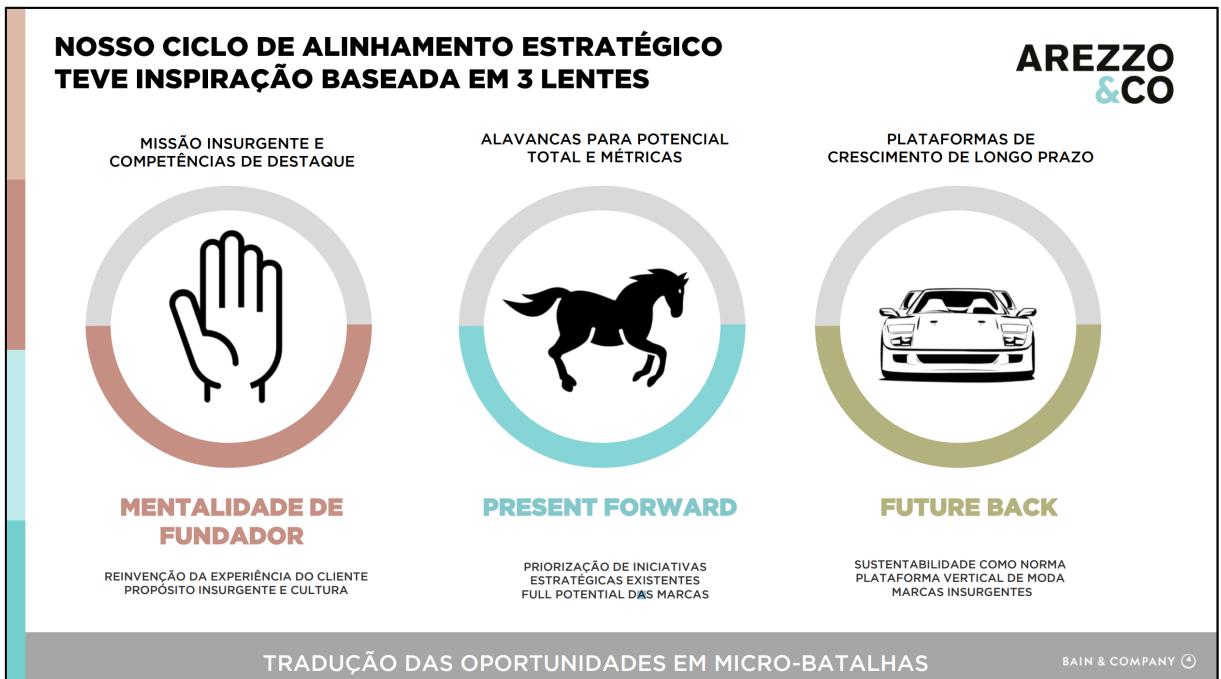 NOSSO CICLO DE ALINHAMENTO ESTRATÉGICO
TEVE INSPIRAÇÃO BASEADA EM 3 LENTES
AREZZO
&CO
MISSÃO INSURGENTE E
COMPETÊNCIAS DE DESTAQUE
MENTALIDADE DE
FUNDADOR
REINVENÇÃO DA EXPERIÊNCIA DO CLIENTE
PROPÓSITO INSURGENTE E CULTURA
ALAVANCAS PARA POTENCIAL
TOTAL E MÉTRICAS
PRESENT FORWARD
PRIORIZAÇÃO DE INICIATIVAS
ESTRATÉGICAS EXISTENTES
FULL POTENTIAL DAS MARCAS
PLATAFORMAS DE
CRESCIMENTO DE LONGO PRAZO
FUTURE BACK
SUSTENTABILIDADE COMO NORMA
PLATAFORMA VERTICAL DE MODA
MARCAS INSURGENTES
TRADUÇÃO DAS OPORTUNIDADES EM MICRO-BATALHAS
BAIN & COMPANY